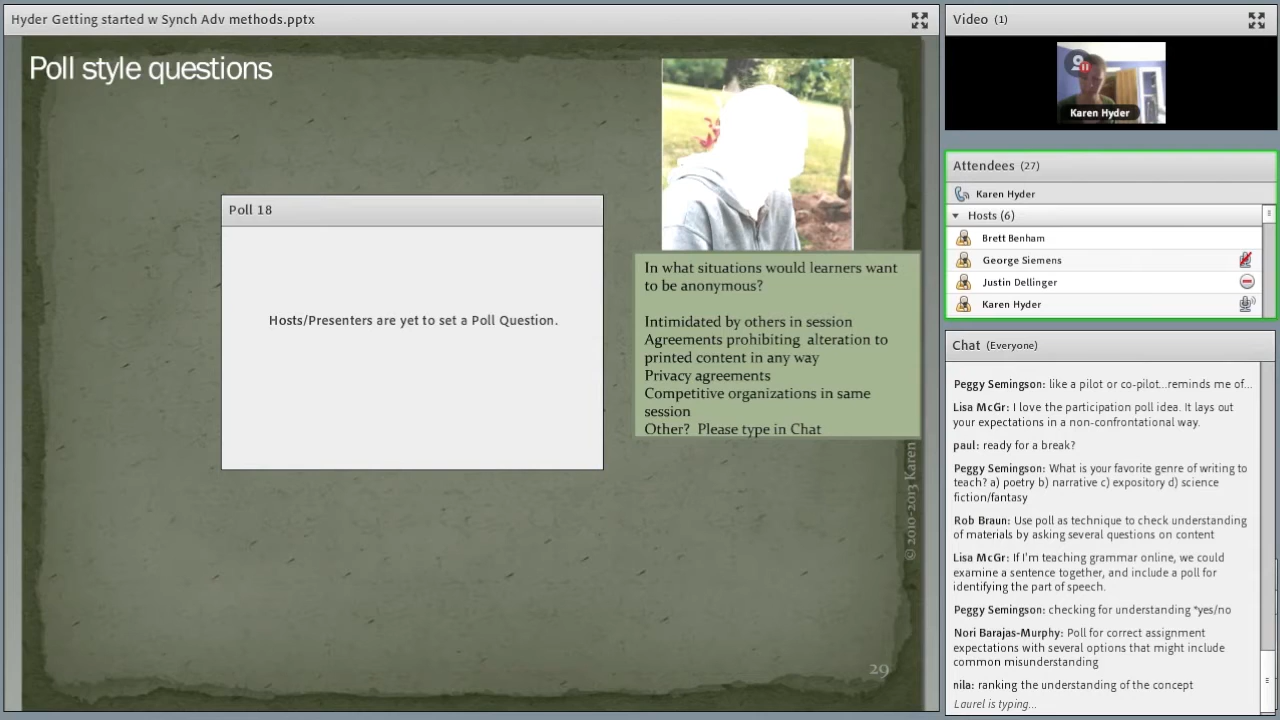 Hyder Getting started w Synch Adv methods.pptx
Poll style questions
Poll 18
Hosts/Presenters are yet to set a Poll Question.
In what situations would learners want
to be anonymous?
Intimidated by others in session
Agreements prohibiting alteration to
printed content in any way
Privacy agreements
Competitive organizations in same
session
Other? Please type in Chat
© 2010-2013 Karen
29
Video (1)
Karen Hyder
Attendees (27)
Karen Hyder
Hosts (6)
Brett Benham
George Siemens
Justin Dellinger
Karen Hyder
Chat (Everyone)
Peggy Semingson: like a pilot or co-pilot...reminds me of...
Lisa McGr: I love the participation poll idea. It lays out
your expectations in a non-confrontational way.
paul: ready for a break?
Peggy Semingson: What is your favorite genre of writing to
teach? a) poetry b) narrative c) expository d) science
fiction/fantasy
Rob Braun: Use poll as technique to check understanding
of materials by asking several questions on content
Lisa McGr: If I'm teaching grammar online, we could
examine a sentence together, and include a poll for
identifying the part of speech.
Peggy Semingson: checking for understanding *yes/no
Nori Barajas-Murphy: Poll for correct assignment
expectations with several options that might include
common misunderstanding
nila: ranking the understanding of the concept
Laurel is typing...